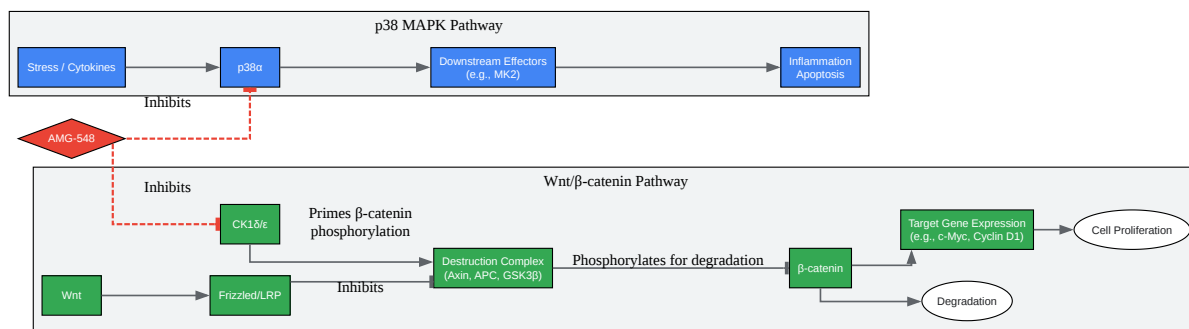 p38 MAPK Pathway
Stress / Cytokines
p38α
Downstream Effectors
(e.g., MK2)
Inflammation
Apoptosis
Inhibits
AMG-548
Wnt/β-catenin Pathway
Inhibits
CK1δ/ε
Primes β-catenin
phosphorylation
Target Gene Expression
(e.g., c-Myc, Cyclin D1)
Cell Proliferation
Destruction Complex
(Axin, APC, GSK3β)
Phosphorylates for degradation
β-catenin
Wnt
Frizzled/LRP
Inhibits
Degradation